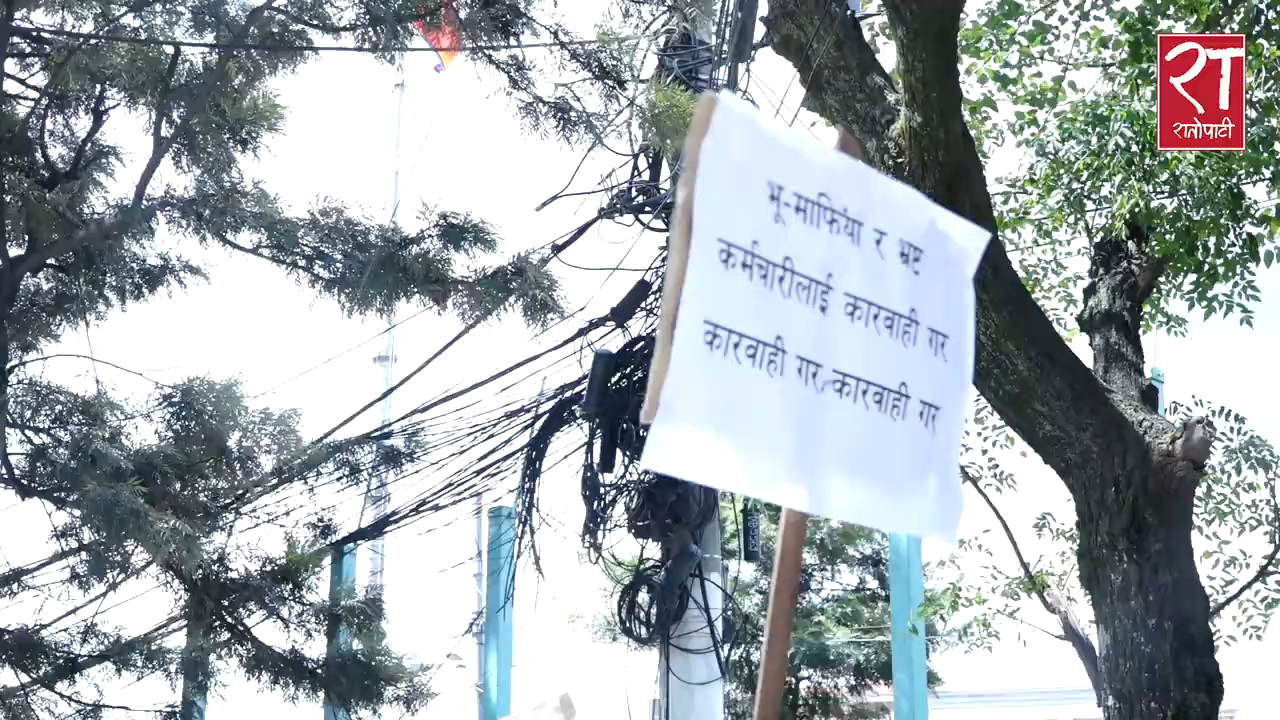 भू-माफिया र भ्रष्ट
कर्मचारीलाई कारवाही गर
कारवाही गर, कारवाही गर
रा
रातोपाटी